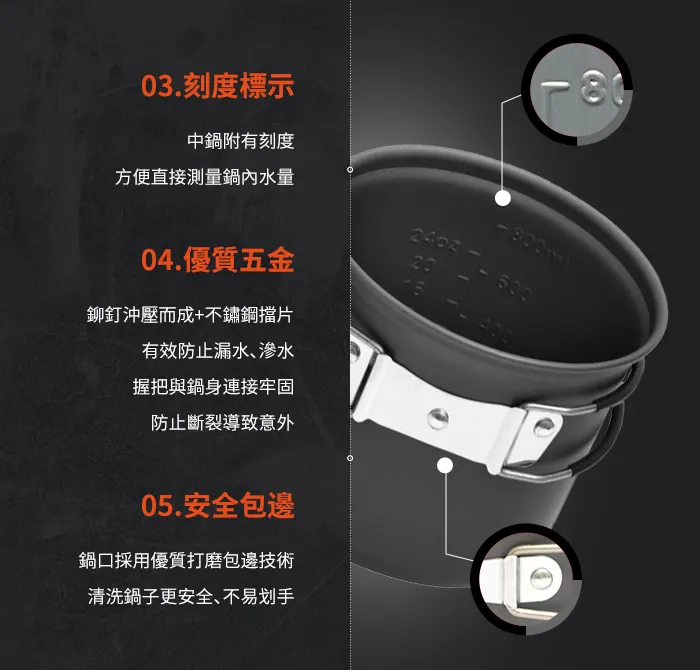 03.刻度標示
中鍋附有刻度
方便直接測量鍋內水量
04.優質五金
鉚釘沖壓而成+不鏽鋼擋片
有效防止漏水、滲水
握把與鍋身連接牢固
防止斷裂導致意外
05.安全包邊
鍋口採用優質打磨包邊技術
清洗鍋子更安全、不易划手
80
800ml
24oz
20
600
16
400